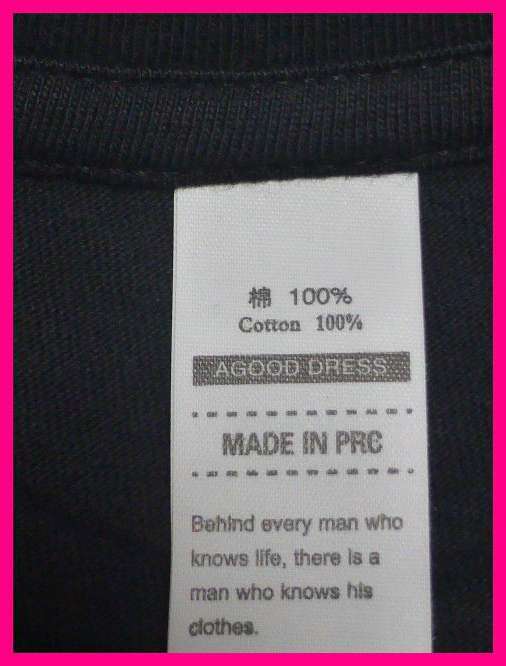 棉 100%
Cotton 100%
AGOOD DRESS
MADE IN PRC
Behind every man who
knows life, there is a
man who knows his
clothes.